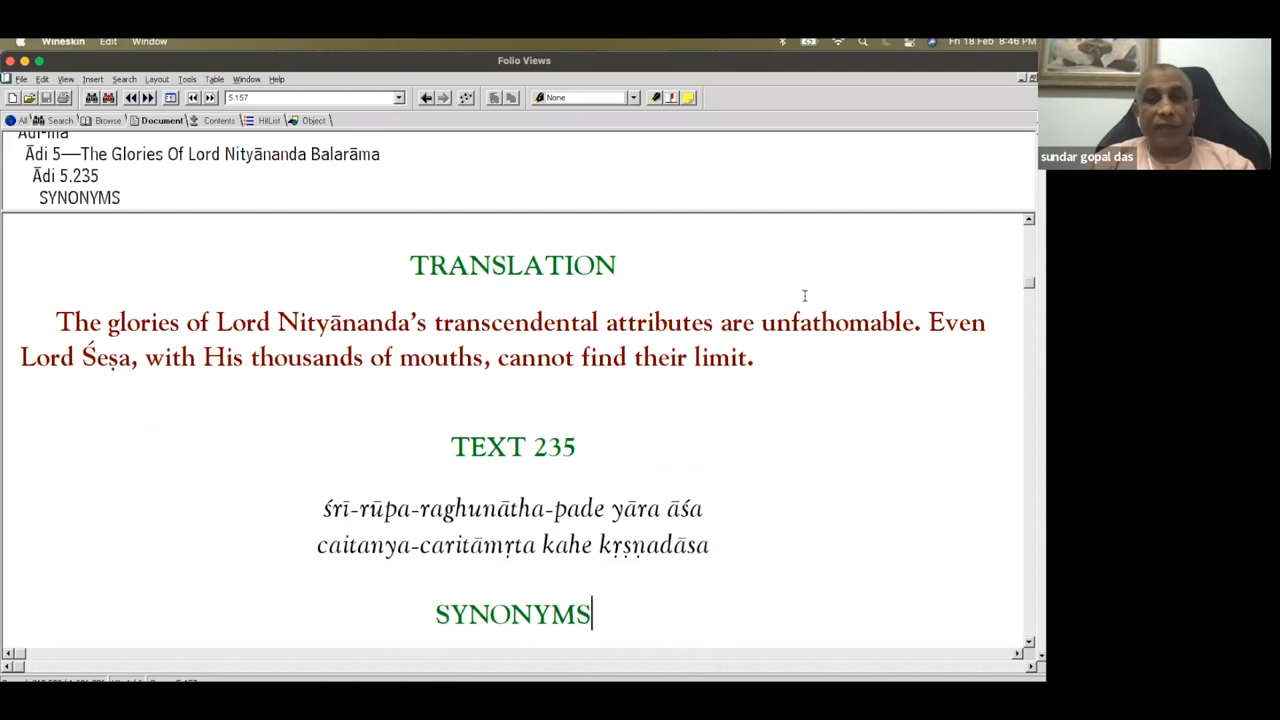 Wineskin Edit Window Fri 18 Feb 8:46 PM
Folio Views
File Edit View Insert Search Layout Tools Table Window Help
5.157 None
All Search Browse Document Contents HitList Object
Ādi 5—The Glories Of Lord Nityānanda Balarāma
Ādi 5.235
SYNONYMS
sundar gopal das
TRANSLATION
The glories of Lord Nityānanda’s transcendental attributes are unfathomable. Even
Lord Śeṣa, with His thousands of mouths, cannot find their limit.
TEXT 235
śrī-rūpa-raghunātha-pade yāra āśa
caitanya-caritāmṛta kahe kṛṣṇadāsa
SYNONYMS